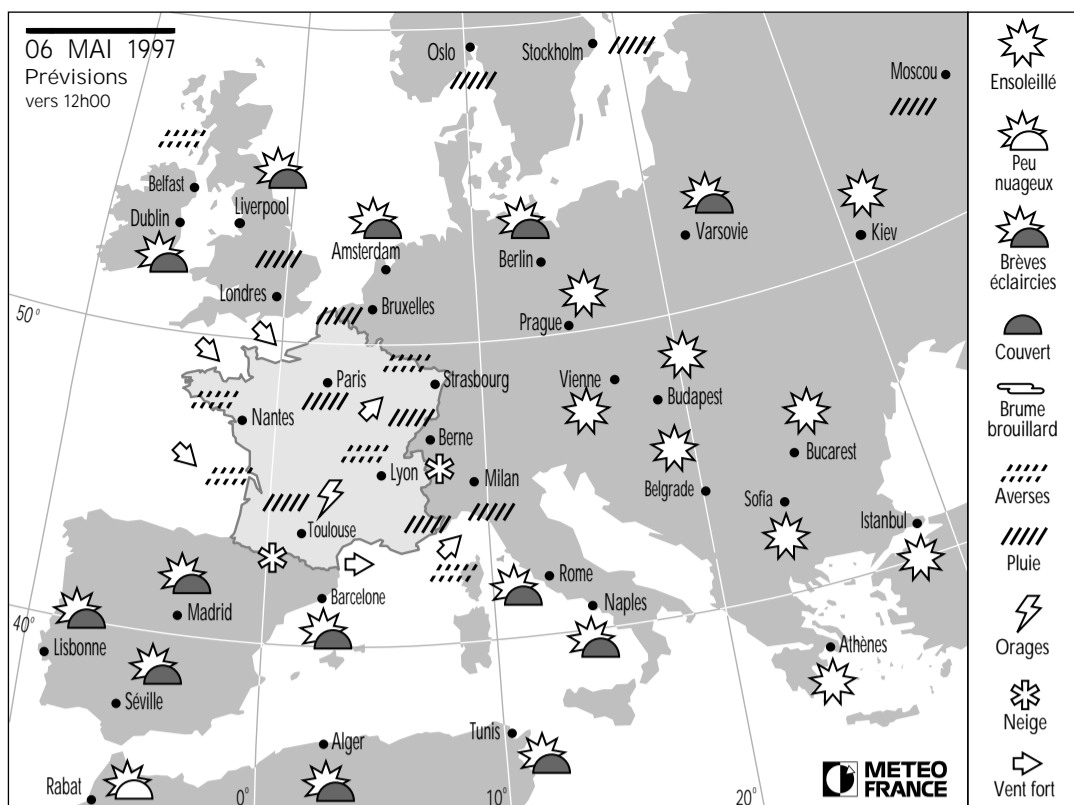 06 MAI 1997
Prévisions
vers 12h00
Oslo
Stockholm
Moscou
Belfast
Dublin
Liverpool
Amsterdam
Berlin
Varsovie
Kiev
Londres
Bruxelles
50°
Prague
Paris
Strasbourg
Vienne
Budapest
Nantes
Berne
Bucarest
Lyon
Milan
Belgrade
Sofia
Istanbul
Toulouse
Rome
Barcelone
Naples
Madrid
40°
Lisbonne
Athènes
Séville
Alger
Tunis
Rabat
0°
10°
20°
METEO
FRANCE
Ensoleillé
Peu
nuageux
Brèves
éclaircies
Couvert
Brume
brouillard
Averses
Pluie
Orages
Neige
Vent fort